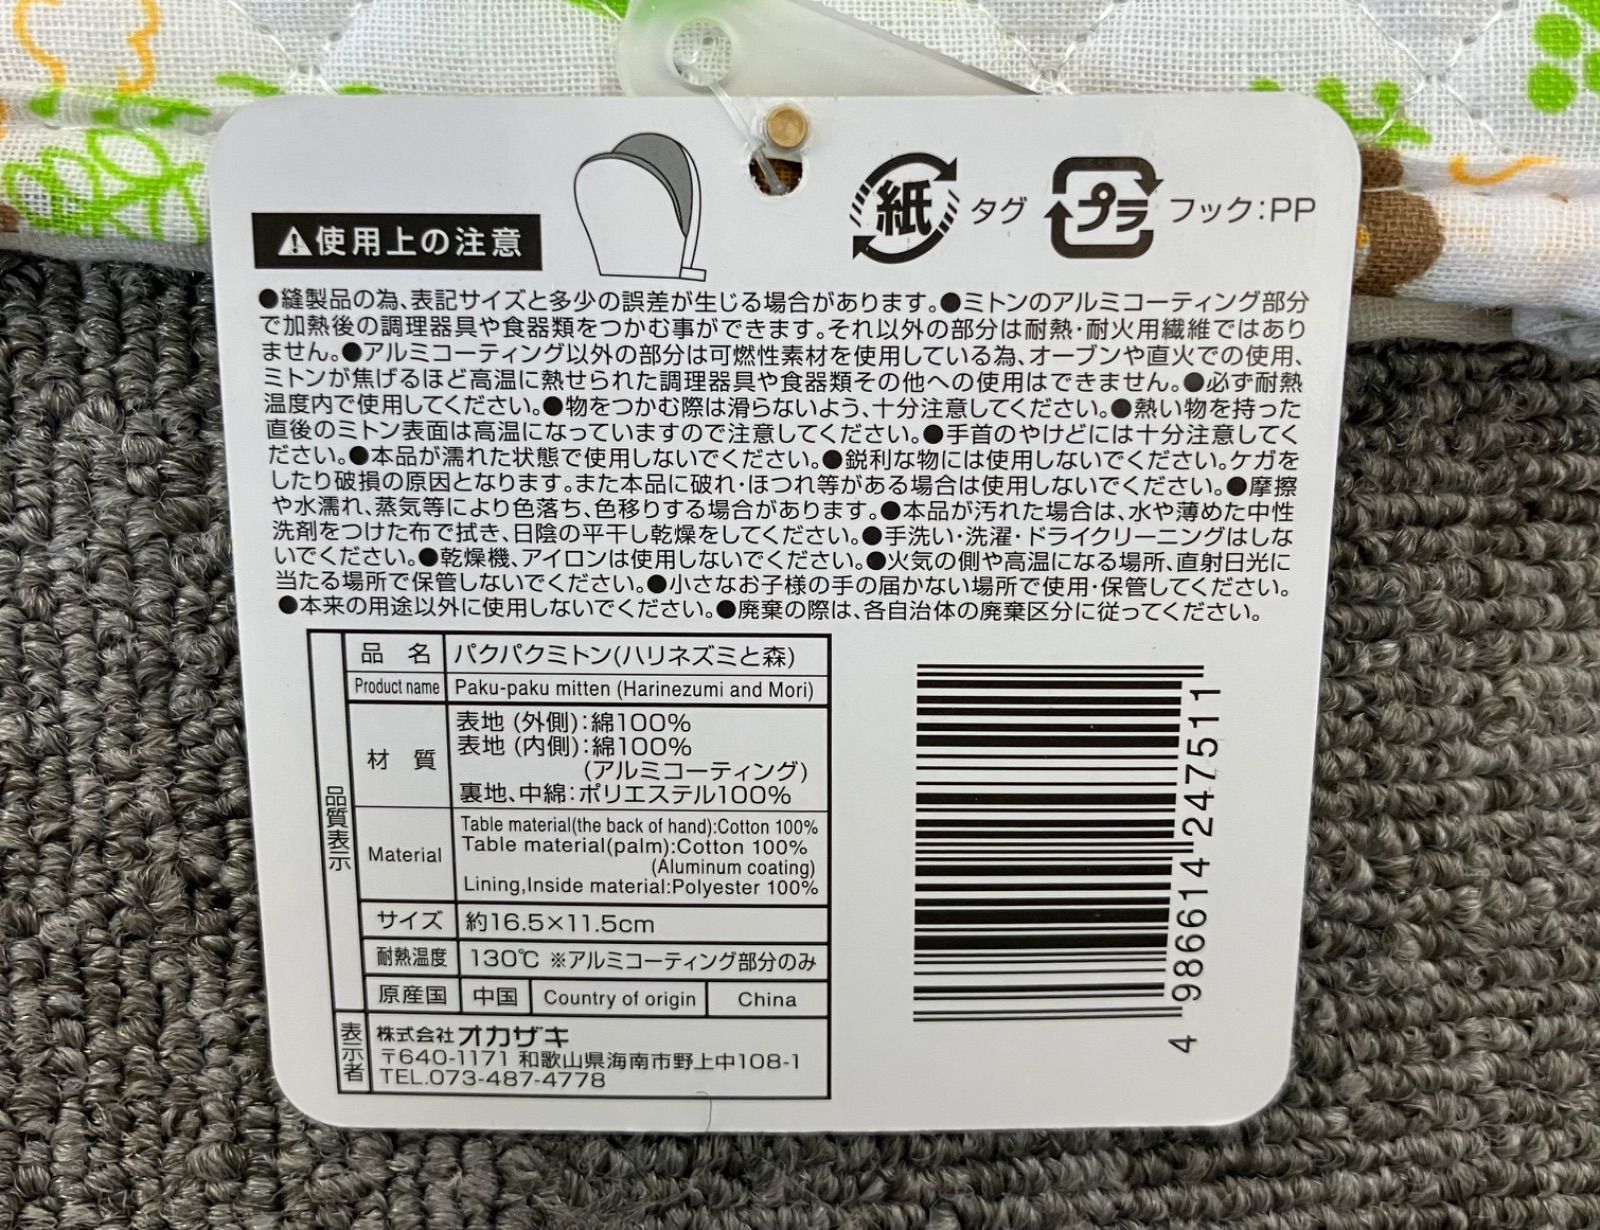 紙 タグ プラ フック:PP
使用上の注意
●縫製品の為、表記サイズと多少の誤差が生じる場合があります。●ミトンのアルミコーティング部分
で加熱後の調理器具や食器類をつかむ事ができます。それ以外の部分は耐熱・耐火用繊維ではあり
ません。●アルミコーティング以外の部分は可燃性素材を使用している為、オーブンや直火での使用、
ミトンが焦げるほど高温に熱せられた調理器具や食器類その他への使用はできません。●必ず耐熱
温度内で使用してください。●物をつかむ際は滑らないよう、十分注意してください。●熱い物を持った
直後のミトン表面は高温になっていますので注意してください。●手首のやけどには十分注意してく
ださい。●本品が濡れた状態で使用しないでください。●鋭利な物には使用しないでください。ケガを
したり破損の原因となります。また本品に破れ・ほつれ等がある場合は使用しないでください。●摩擦
や水濡れ、蒸気等により色落ち、色移りする場合があります。●本品が汚れた場合は、水や薄めた中性
洗剤をつけた布で拭き、日陰の平干し乾燥をしてください。●手洗い・洗濯・ドライクリーニングはしな
いでください。●乾燥機、アイロンは使用しないでください。●火気の側や高温になる場所、直射日光に
当たる場所で保管しないでください。●小さなお子様の手の届かない場所で使用・保管してください。
●本来の用途以外に使用しないでください。●廃棄の際は、各自治体の廃棄区分に従ってください。
品質表示
品 名 パクパクミトン(ハリネズミと森)
Product name Paku-paku mitten (Harinezumi and Mori)
材 質 表地 (外側):綿100%
表地 (内側):綿100%
(アルミコーティング)
裏地、中綿:ポリエステル100%
Material Table material(the back of hand):Cotton 100%
Table material(palm):Cotton 100%
(Aluminum coating)
Lining,Inside material:Polyester 100%
サイズ 約16.5×11.5cm
耐熱温度 130℃ ※アルミコーティング部分のみ
原産国 中国 Country of origin China
表示者 株式会社オカザキ
〒640-1171 和歌山県海南市野上中108-1
TEL.073-487-4778
4 986614 247511